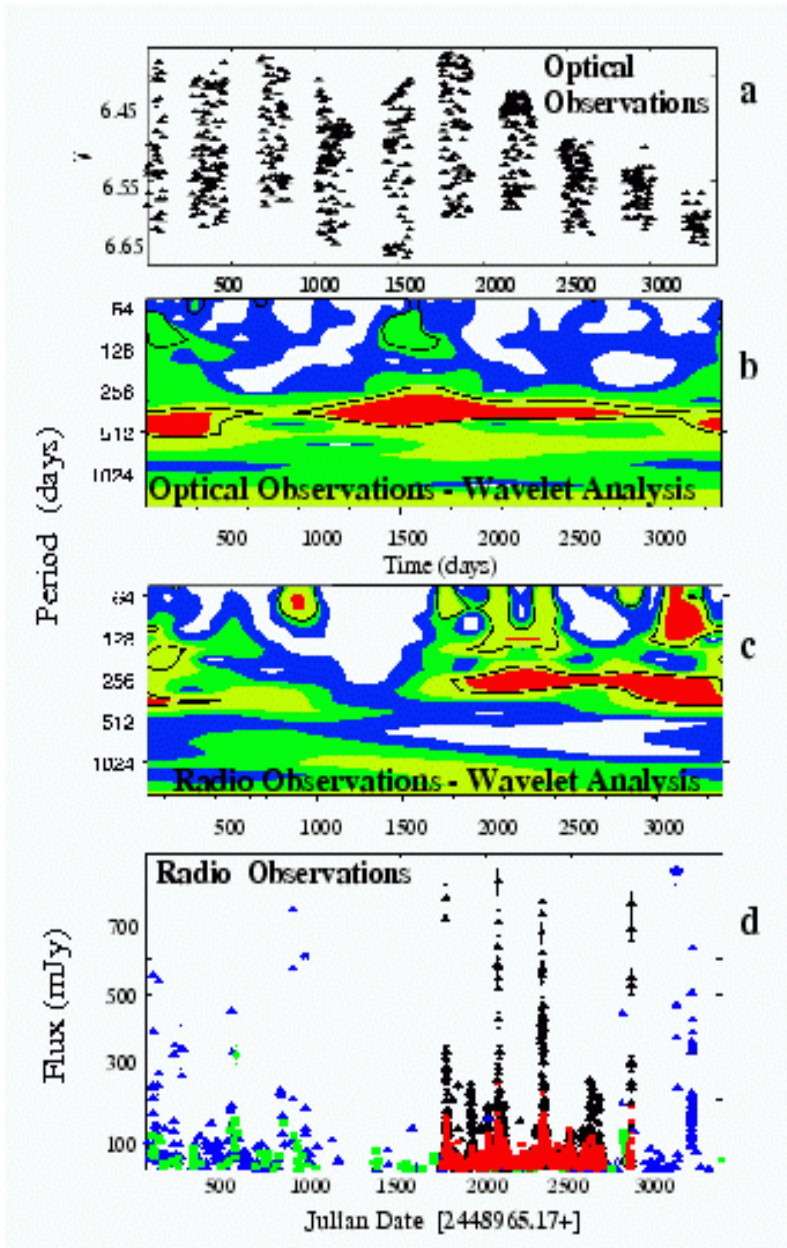 Optical
Observations
a
6.45
6.55
6.65
500 1000 1500 2000 2500 3000
64
128
256
512
1024
b
Optical Observations - Wavelet Analysis
500 1000 1500 2000 2500 3000
Time (days)
Period (days)
64
128
256
512
1024
c
Radio Observations - Wavelet Analysis
500 1000 1500 2000 2500 3000
Radio Observations
d
700
500
300
100
Flux (mJy)
500 1000 1500 2000 2500 3000
Julian Date [2448965.17+]